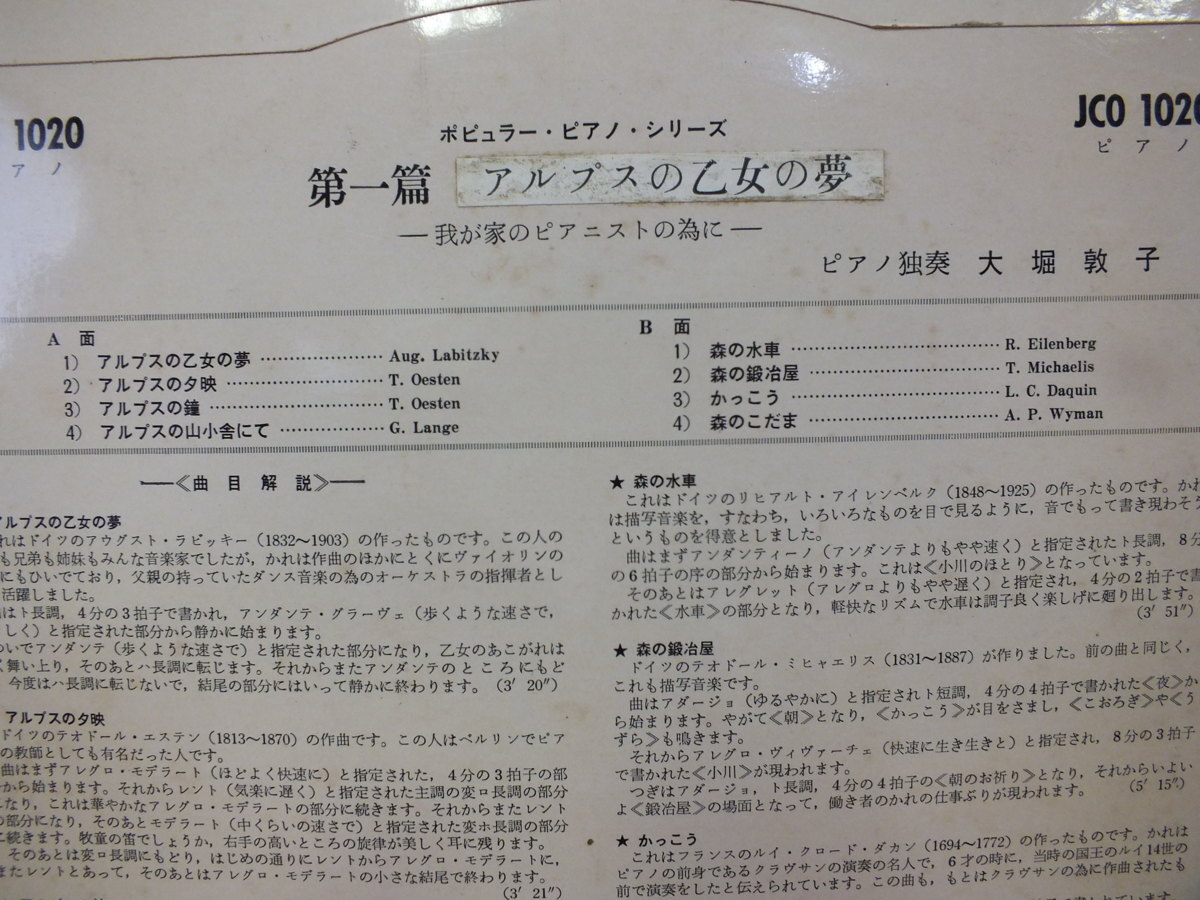 1020
アノ
JCO 1020
ピアノ
ポピュラー・ピアノ・シリーズ
第一篇 アルプスの乙女の夢
―我が家のピアニストの為に―
ピアノ独奏 大堀敦子
A 面
1) アルプスの乙女の夢 ………………… Aug. Labitzky
2) アルプスの夕映 ………………… T. Oesten
3) アルプスの鐘 ………………… T. Oesten
4) アルプスの山小舎にて ………………… G. Lange
B 面
1) 森の水車 ………………… R. Eilenberg
2) 森の鍛冶屋 ………………… T. Michaelis
3) かっこう ………………… L. C. Daquin
4) 森のこだま ………………… A. P. Wyman
―≪曲目解説≫―
アルプスの乙女の夢
れはドイツのアウグスト・ラビッキー（1832～1903）の作ったものです。この人の
も兄弟も姉妹もみんな音楽家でしたが，かれは作曲のほかにとくにヴァイオリンの
にもひいでており，父親の持っていたダンス音楽の為のオーケストラの指揮者とし
活躍しました。
はト長調，4分の3拍子で書かれ，アンダンテ・グラーヴェ（歩くような速さで，
しく）と指定された部分から静かに始まります。
いでアンダンテ（歩くような速さで）と指定された部分になり，乙女のあこがれは
く舞い上り，そのあとハ長調に転じます。それからまたアンダンテのところにもど
今度はハ長調に転じないで，結尾の部分にはいって静かに終わります。（3′20″）
アルプスの夕映
ドイツのテオドール・エステン（1813～1870）の作曲です。この人はベルリンでピア
の教師としても有名だった人です。
曲はまずアレグロ・モデラート（ほどよく快速に）と指定された，4分の3拍子の部
から始まります。それからレント（気楽に遅く）と指定された主調の変ロ長調の部分
なり，これは華やかなアレグロ・モデラートの部分に続きます。それからまたレント
の部分になり，そのあとモデラート（中くらいの速さで）と指定された変ホ長調の部分
に続きます。牧童の笛でしょうか，右手の高いところの旋律が美しく耳に残ります。
そのあとは変ロ長調にもどり，はじめの通りにレントからアレグロ・モデラートに，
またレントとあって，そのあとはアレグロ・モデラートの小さな結尾で終わります。
（3′21″）
★ 森の水車
これはドイツのリヒアルト・アイレンベルク（1848～1925）の作ったものです。かれ
は描写音楽を，すなわち，いろいろなものを目で見るように，音でもって書き現わそう
というものを得意としました。
曲はまずアンダンティーノ（アンダンテよりもやや速く）と指定されたト長調，8分
の6拍子の序の部分から始まります。これは≪小川のほとり≫となっています。
そのあとはアレグレット（アレグロよりもやや遅く）と指定され，4分の2拍子で書
かれた≪水車≫の部分となり，軽快なリズムで水車は調子良く楽しげに廻り出します。
（3′51″）
★ 森の鍛冶屋
ドイツのテオドール・ミヒャエリス（1831～1887）が作りました。前の曲と同じく，
これも描写音楽です。
曲はアダージョ（ゆるやかに）と指定されト短調，4分の4拍子で書かれた≪夜≫か
ら始まります。やがて≪朝≫となり，≪かっこう≫が目をさまし，≪こおろぎ≫や≪う
ずら≫も鳴きます。
それからアレグロ・ヴィヴァーチェ（快速に生き生きと）と指定され，8分の3拍子
で書かれた≪小川≫が現われます。
つぎはアダージョ，ト長調，4分の4拍子の≪朝のお祈り≫となり，それからいよい
よ≪鍛冶屋≫の場面となって，働き者のかれの仕事ぶりが現われます。（5′15″）
★ かっこう
これはフランスのルイ・クロード・ダカン（1694～1772）の作ったものです。かれは
ピアノの前身であるクラヴサンの演奏の名人で，6才の時に，当時の国王のルイ14世の
前で演奏をしたと伝えられています。この曲も，もとはクラヴサンの為に作曲されたも